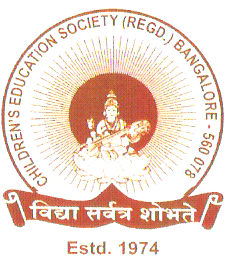 CHILDREN'S EDUCATION SOCIETY (REGD.) BANGALORE - 560 078
विद्या सर्वत्र शोभते
Estd. 1974